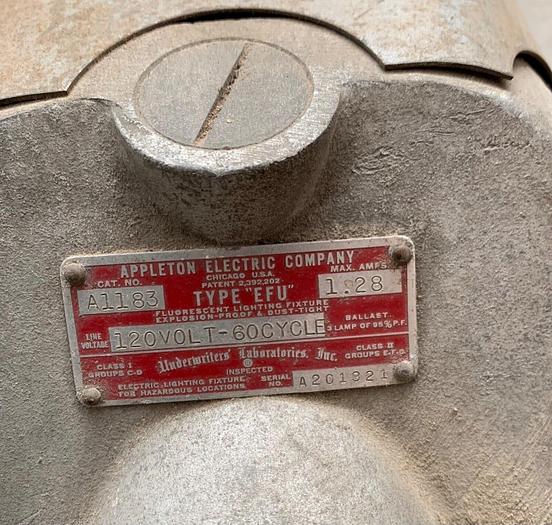 APPLETON ELECTRIC COMPANY
CAT. NO. CHICAGO U.S.A. MAX. AMPS.
PATENT 2,392,202
A1183 TYPE "EFU" 1.28
FLUORESCENT LIGHTING FIXTURE
EXPLOSION-PROOF & DUST-TIGHT
LINE VOLTAGE 120VOLT-60CYCLE BALLAST
3 LAMP OF 95% P.F.
CLASS I Underwriters Laboratories, Inc. CLASS II
GROUPS C-D INSPECTED GROUPS E-F-G
ELECTRIC LIGHTING FIXTURE SERIAL
FOR HAZARDOUS LOCATIONS NO. A201921